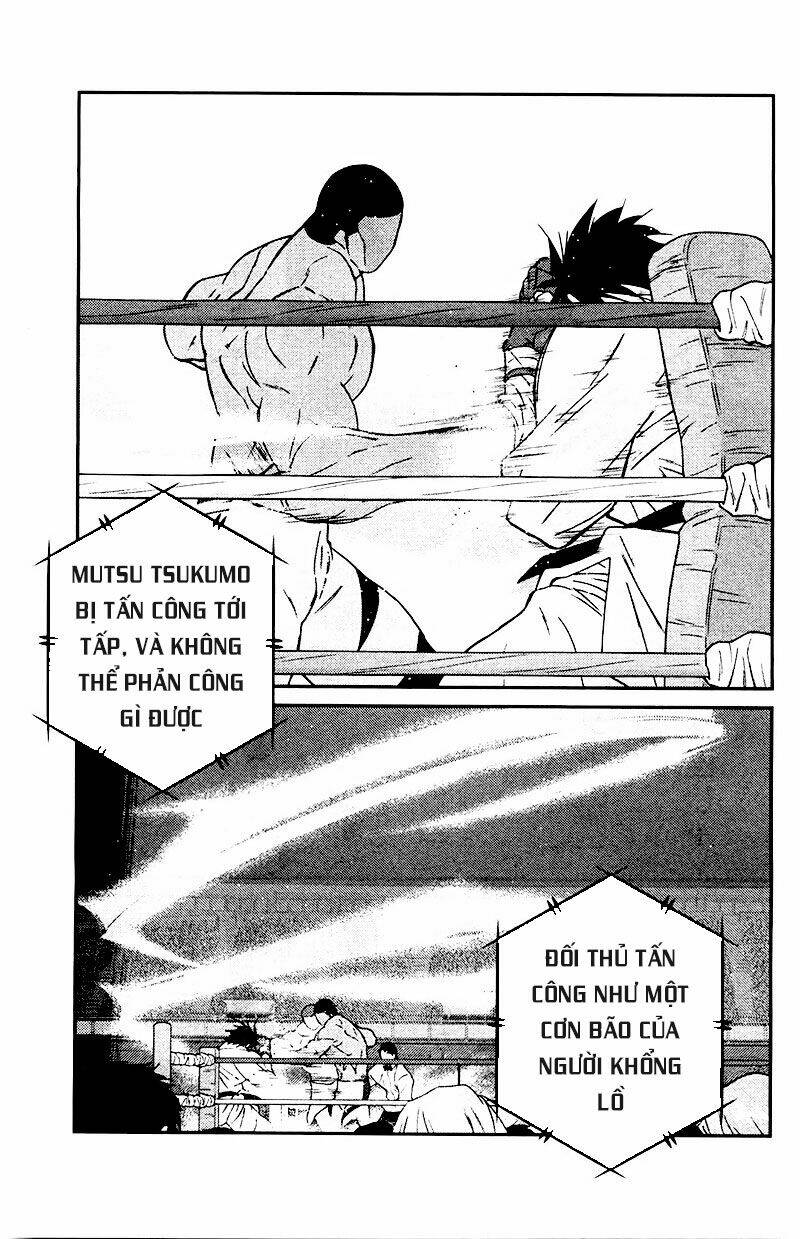 MUTSU TSUKUMO
BỊ TẤN CÔNG TỚI
TẤP, VÀ KHÔNG
THỂ PHẢN CÔNG
GÌ ĐƯỢC
ĐỐI THỦ TẤN
CÔNG NHƯ MỘT
CƠN BÃO CỦA
NGƯỜI KHỔNG
LỒ